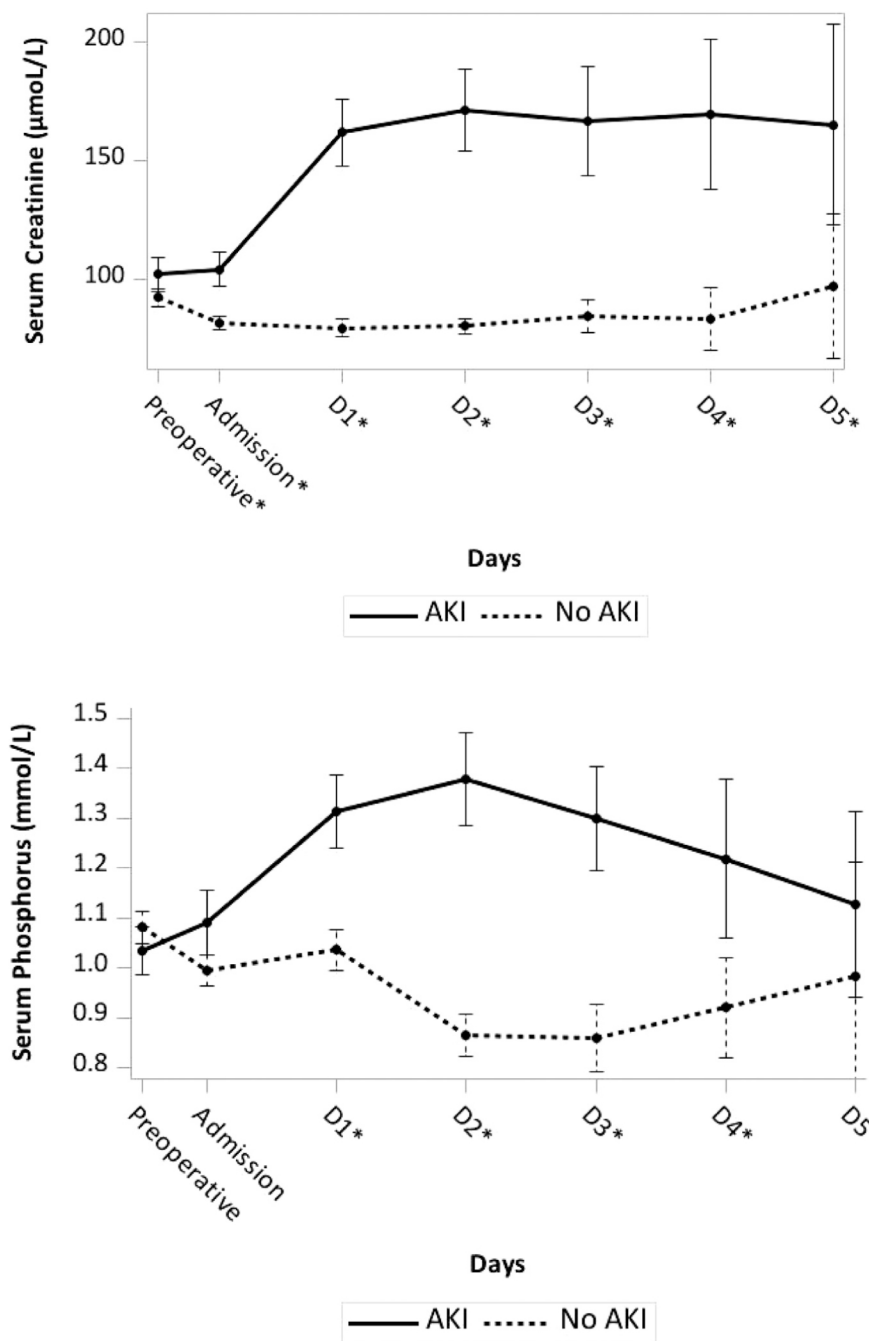 Serum Creatinine (µmoL/L)
200
150
100
Preoperative*
Admission*
D1*
D2*
D3*
D4*
D5*
Days
AKI No AKI
Serum Phosphorus (mmol/L)
1.5
1.4
1.3
1.2
1.1
1.0
0.9
0.8
Preoperative
Admission
D1*
D2*
D3*
D4*
D5
Days
AKI No AKI